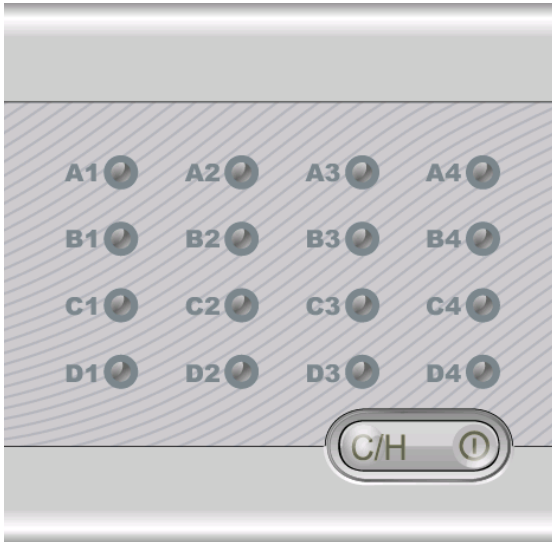 A1 A2 A3 A4
B1 B2 B3 B4
C1 C2 C3 C4
D1 D2 D3 D4
C/H